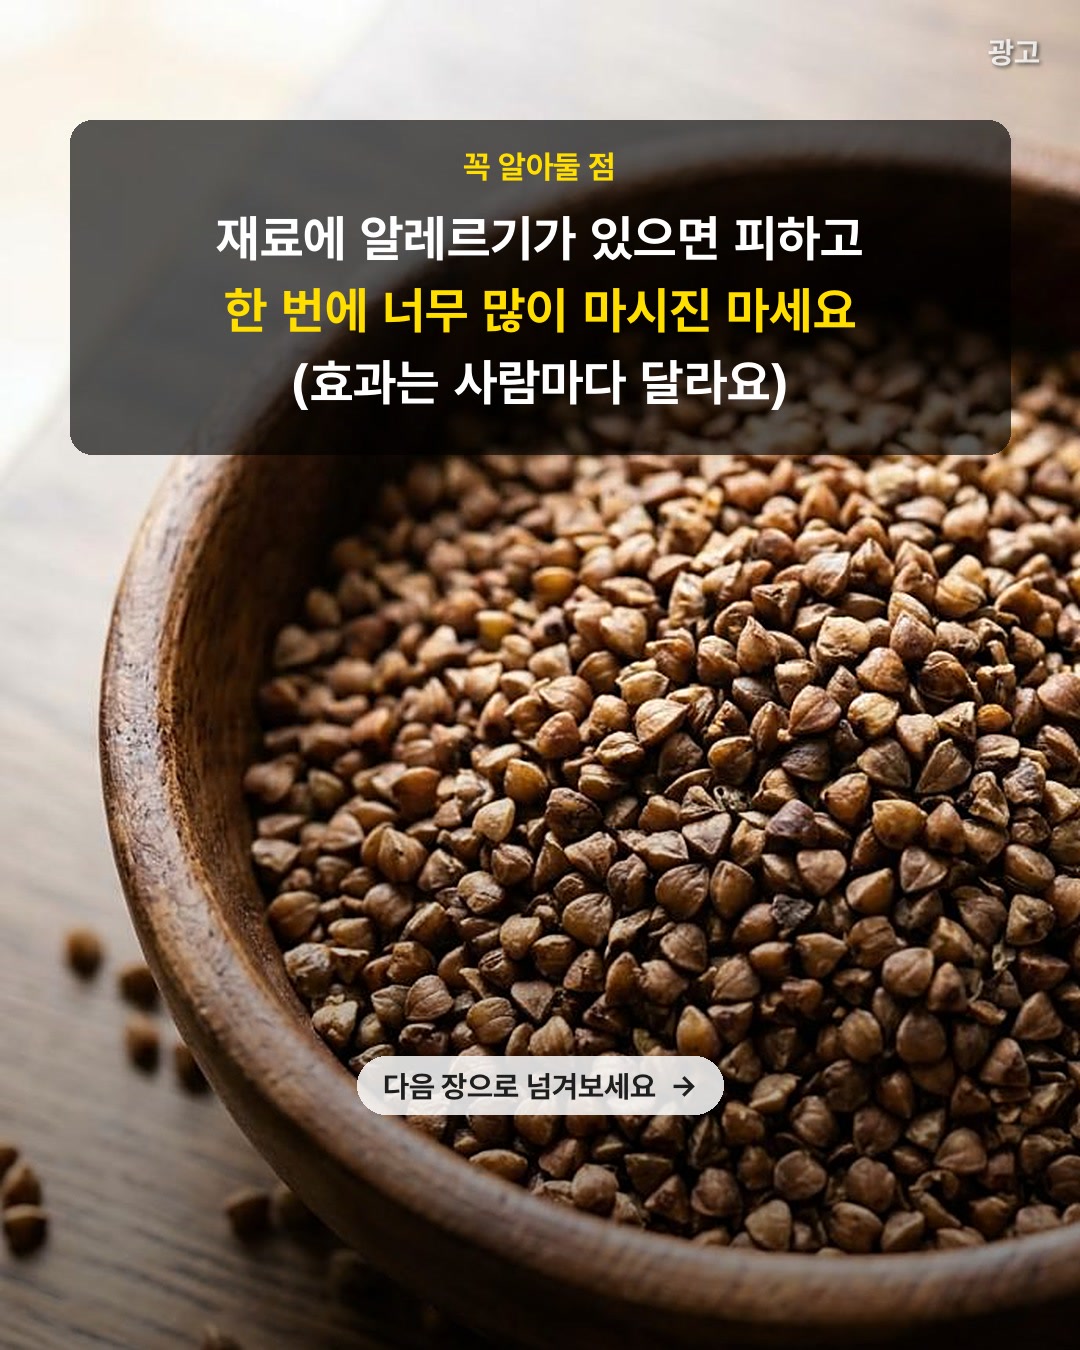 광고
꼭 알아둘 점
재료에 알레르기가 있으면 피하고
한 번에 너무 많이 마시진 마세요
(효과는 사람마다 달라요)
다음 장으로 넘겨보세요 →